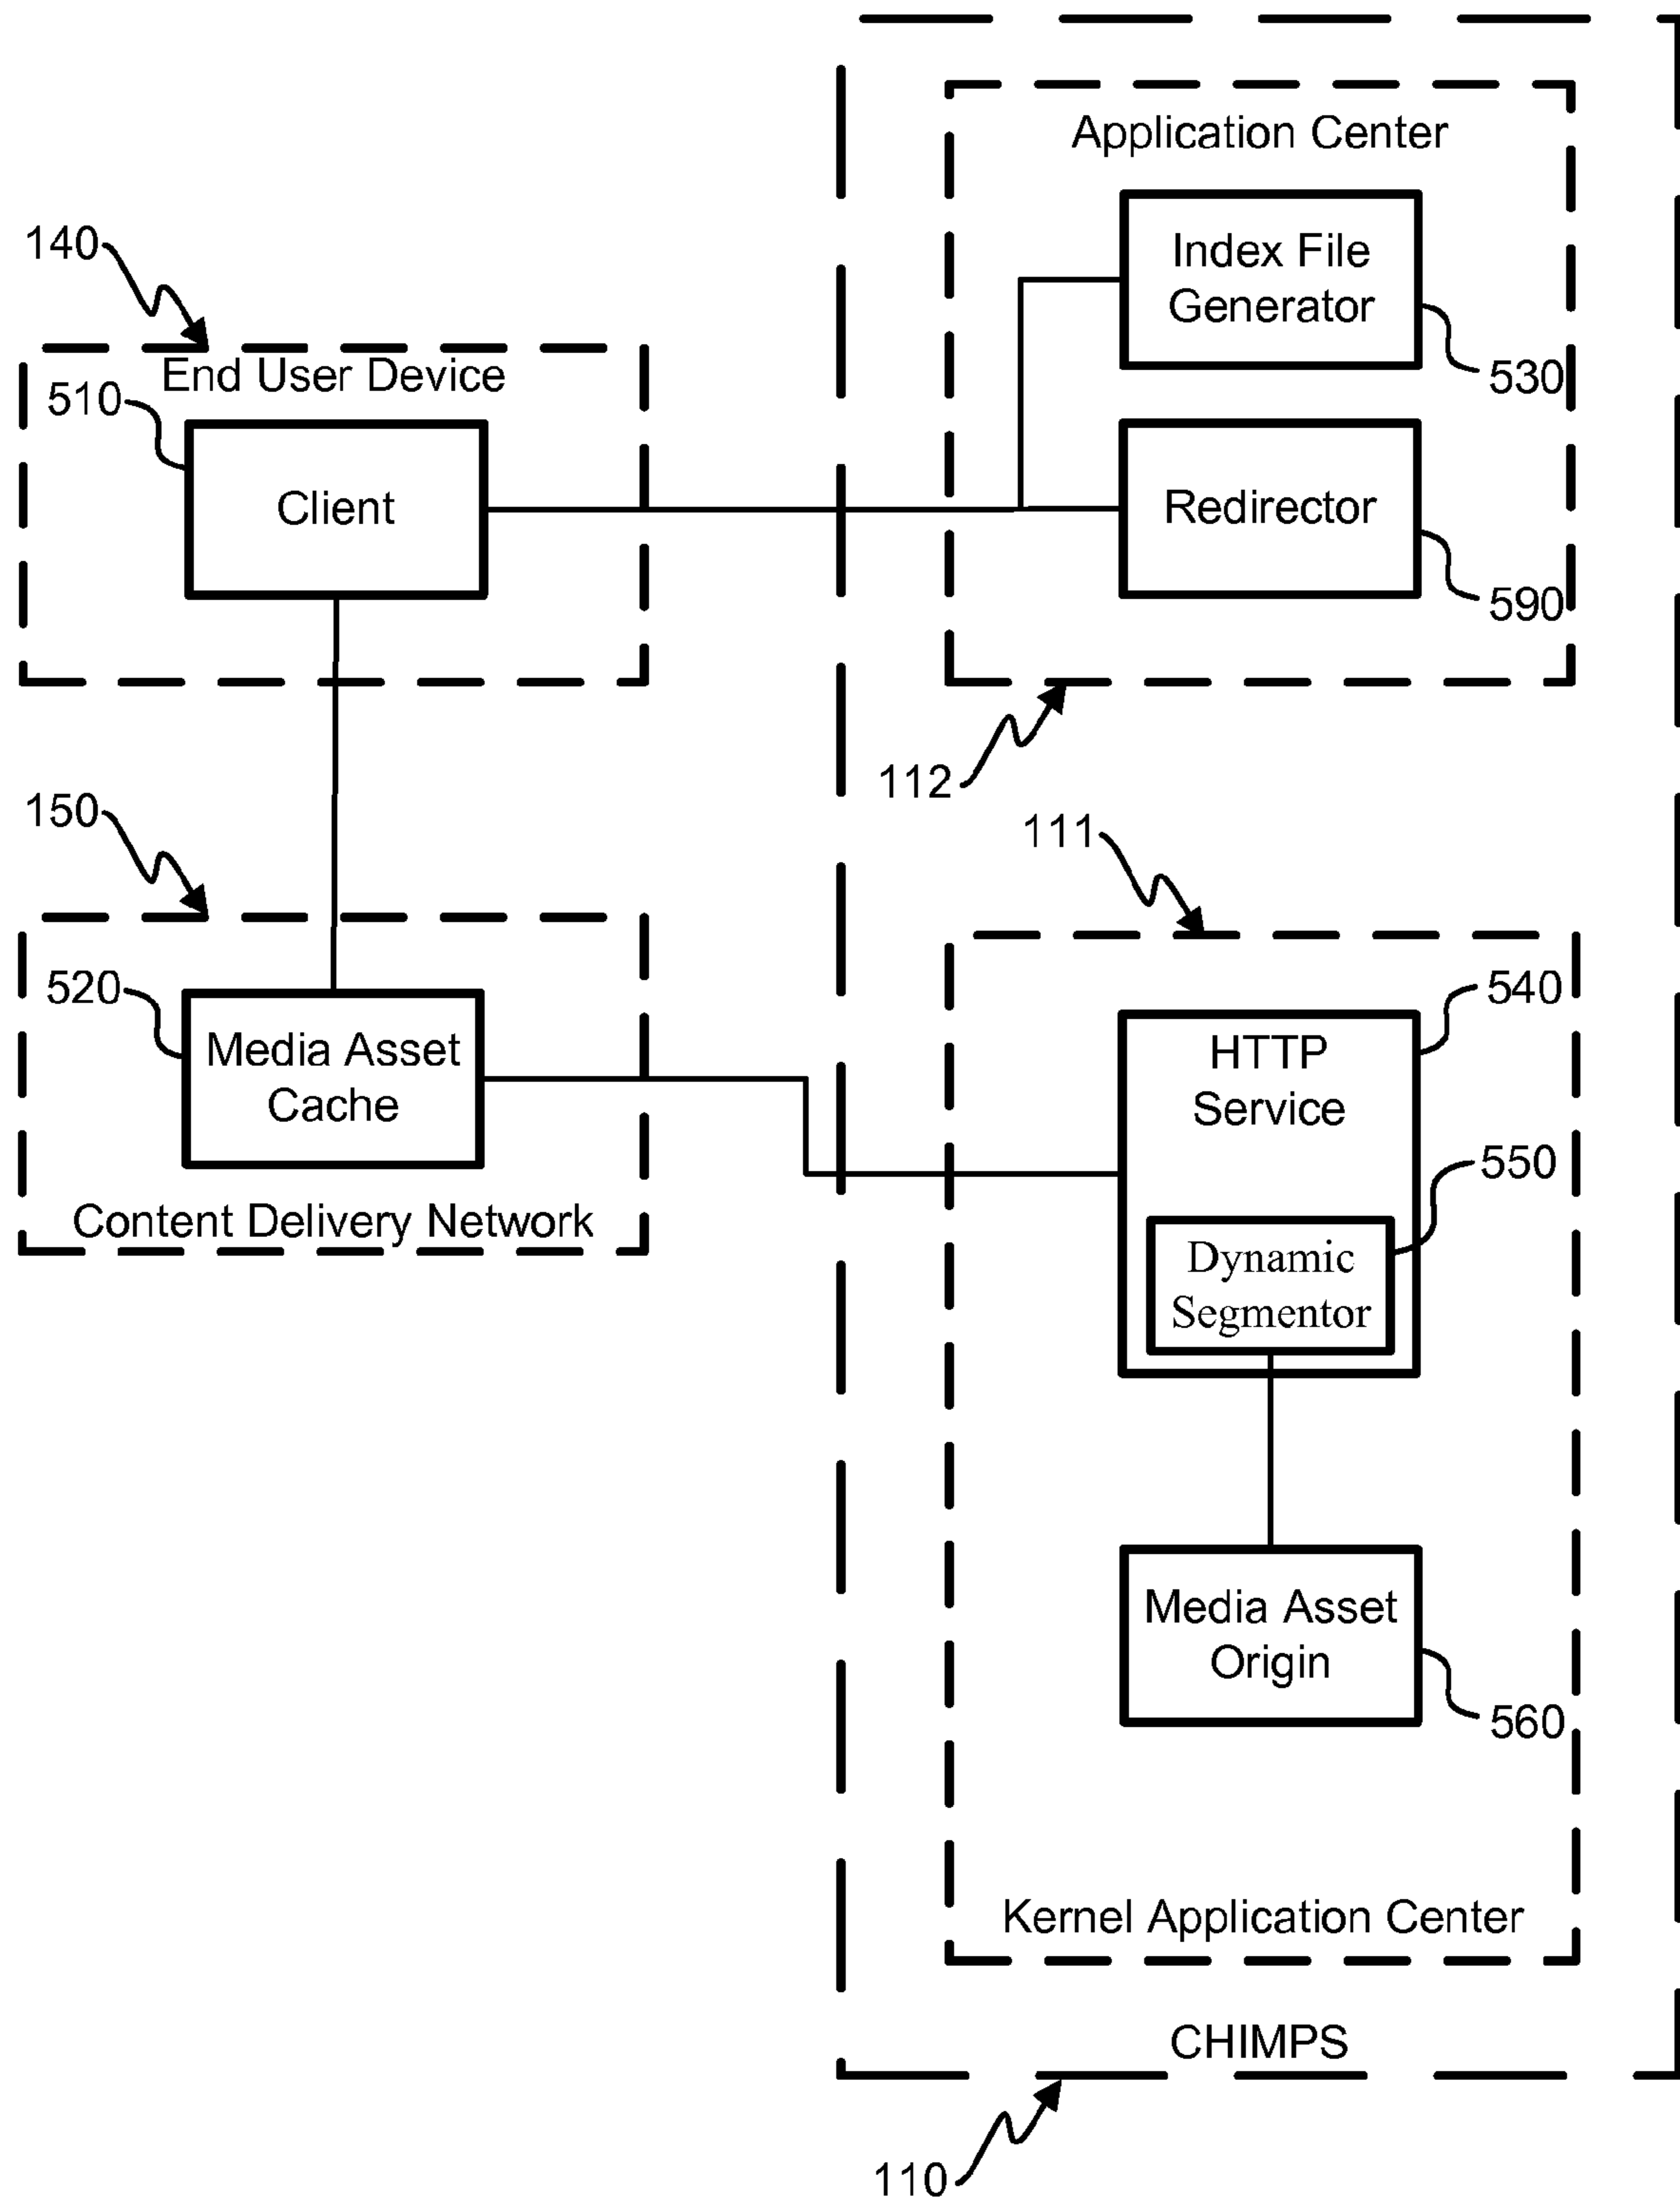 Application Center
Index File
Generator
530
Redirector
590
112
140
End User Device
510
Client
150
520
Media Asset
Cache
Content Delivery Network
111
540
HTTP
Service
550
Dynamic
Segmentor
Media Asset
Origin
560
Kernel Application Center
CHIMPS
110